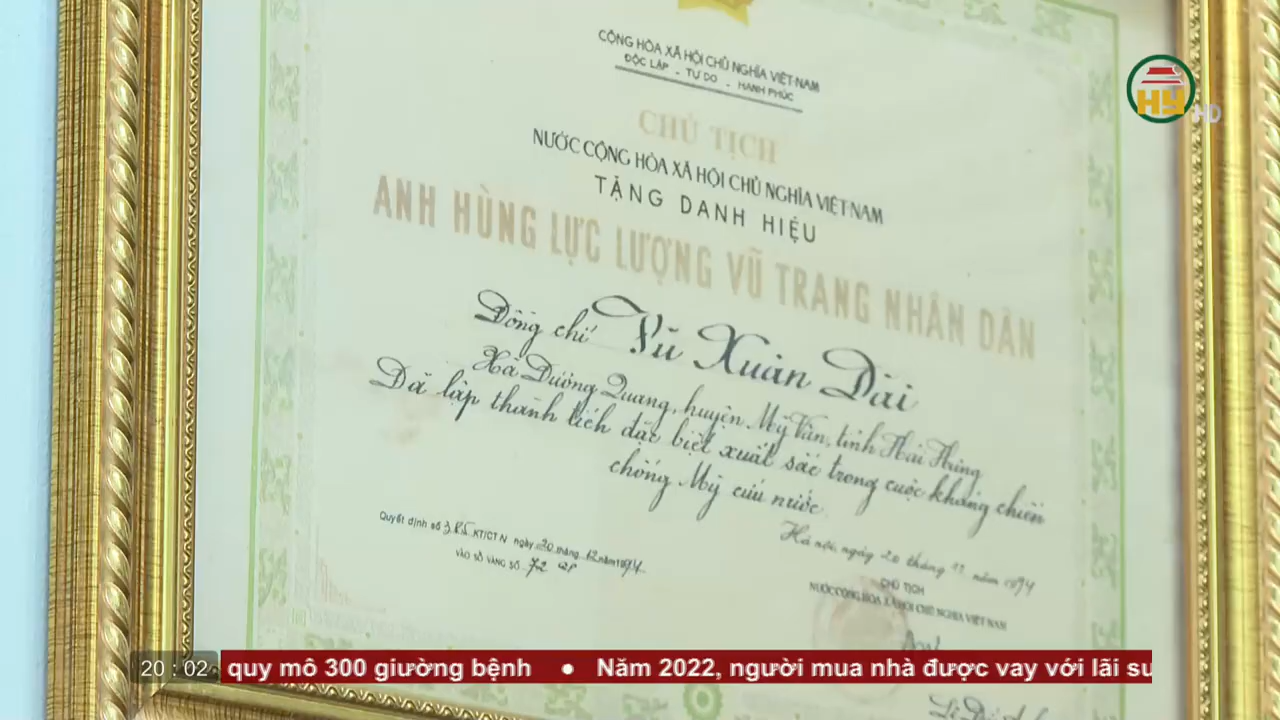 CỘNG HÒA XÃ HỘI CHỦ NGHĨA VIỆT-NAM
ĐỘC LẬP - TỰ DO - HẠNH PHÚC
CHỦ TỊCH
NƯỚC CỘNG HÒA XÃ HỘI CHỦ NGHĨA VIỆT-NAM
TẶNG DANH HIỆU
ANH HÙNG LỰC LƯỢNG VŨ TRANG NHÂN DÂN
Đồng chí Vũ Xuân Đài
Xã Dương Quang, huyện Mỹ Văn, tỉnh Hải Hưng
Đã lập thành tích đặc biệt xuất sắc trong cuộc kháng chiến
chống Mỹ cứu nước.
Quyết định số KT/CTN ngày 20 tháng 12 năm 1994
VÀO SỔ VÀNG SỐ 72
Hà nội, ngày 20 tháng 12 năm 1994
CHỦ TỊCH
NƯỚC CỘNG HÒA XÃ HỘI CHỦ NGHĨA VIỆT-NAM
HY HD
20 : 02 quy mô 300 giường bệnh • Năm 2022, người mua nhà được vay với lãi